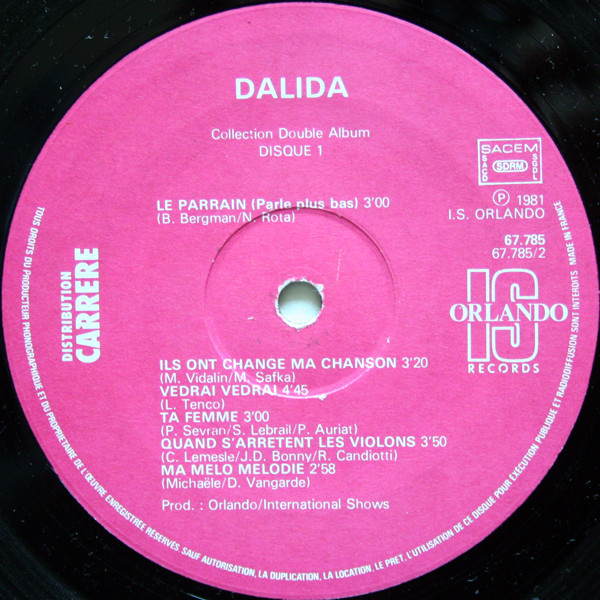 DALIDA
Collection Double Album
DISQUE 1
SACEM
SACD
SDRM
SGDL
LE PARRAIN (Parle plus bas) 3'00
(B. Bergman/N. Rota)
Ⓟ 1981
I.S. ORLANDO
67.785
67.785/2
DISTRIBUTION
CARRERE
IS
ORLANDO
RECORDS
ILS ONT CHANGE MA CHANSON 3'20
(M. Vidalin/M. Safka)
VEDRAI VEDRAI 4'45
(L. Tenco)
TA FEMME 3'00
(P. Sevran/S. Lebrail/P. Auriat)
QUAND S'ARRETENT LES VIOLONS 3'50
(C. Lemesle/J.D. Bonny/R. Candiotti)
MA MELO MELODIE 2'58
(Michaële/D. Vangarde)
Prod. : Orlando/International Shows
TOUS DROITS DU PRODUCTEUR PHONOGRAPHIQUE ET DU PROPRIETAIRE DE L'ŒUVRE ENREGISTREE RESERVES. SAUF AUTORISATION, LA DUPLICATION, LA LOCATION, LE PRET, L'UTILISATION DE CE DISQUE POUR EXECUTION PUBLIQUE ET RADIODIFFUSION SONT INTERDITS MADE IN FRANCE